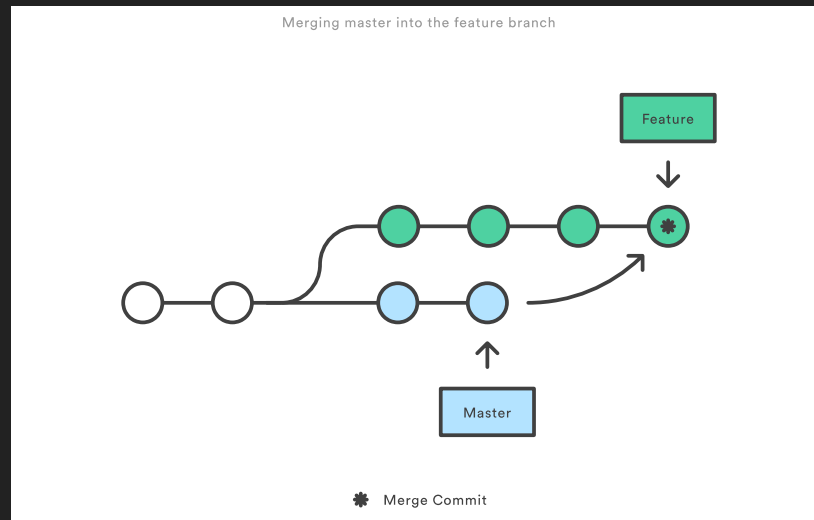 Merging master into the feature branch
Feature
Master
Merge Commit